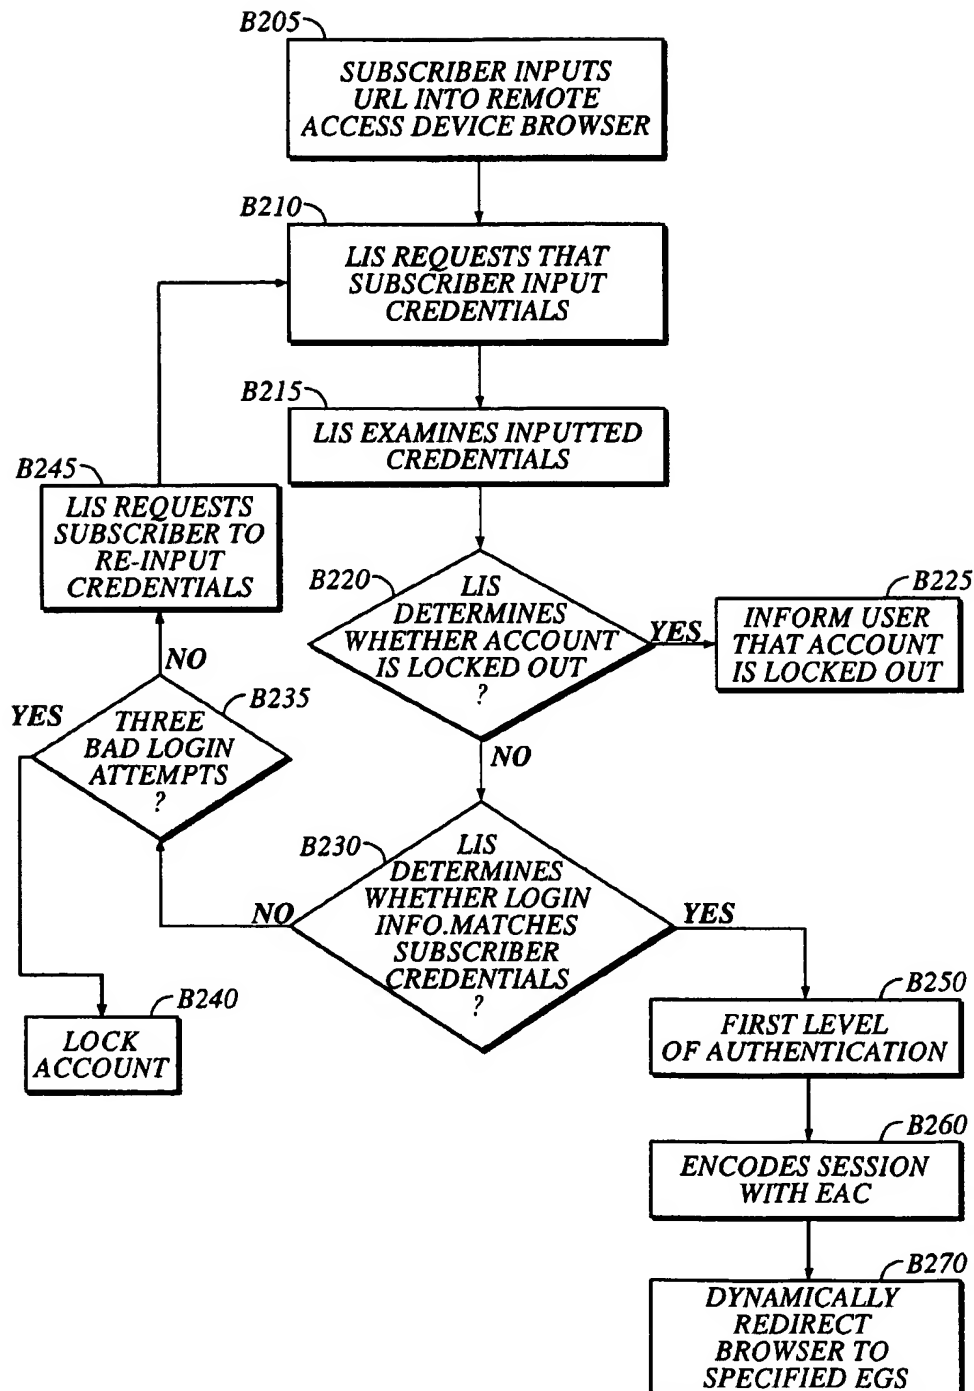 B205
SUBSCRIBER INPUTS
URL INTO REMOTE
ACCESS DEVICE BROWSER
B210
LIS REQUESTS THAT
SUBSCRIBER INPUT
CREDENTIALS
B215
LIS EXAMINES INPUTTED
CREDENTIALS
B245
LIS REQUESTS
SUBSCRIBER TO
RE-INPUT
CREDENTIALS
B220
LIS
DETERMINES
WHETHER ACCOUNT
IS LOCKED OUT
?
YES
B225
INFORM USER
THAT ACCOUNT
IS LOCKED OUT
NO
NO
B235
YES
THREE
BAD LOGIN
ATTEMPTS
?
B230
LIS
DETERMINES
WHETHER LOGIN
INFO.MATCHES
SUBSCRIBER
CREDENTIALS
?
NO
YES
B240
LOCK
ACCOUNT
B250
FIRST LEVEL
OF AUTHENTICATION
B260
ENCODES SESSION
WITH EAC
B270
DYNAMICALLY
REDIRECT
BROWSER TO
SPECIFIED EGS